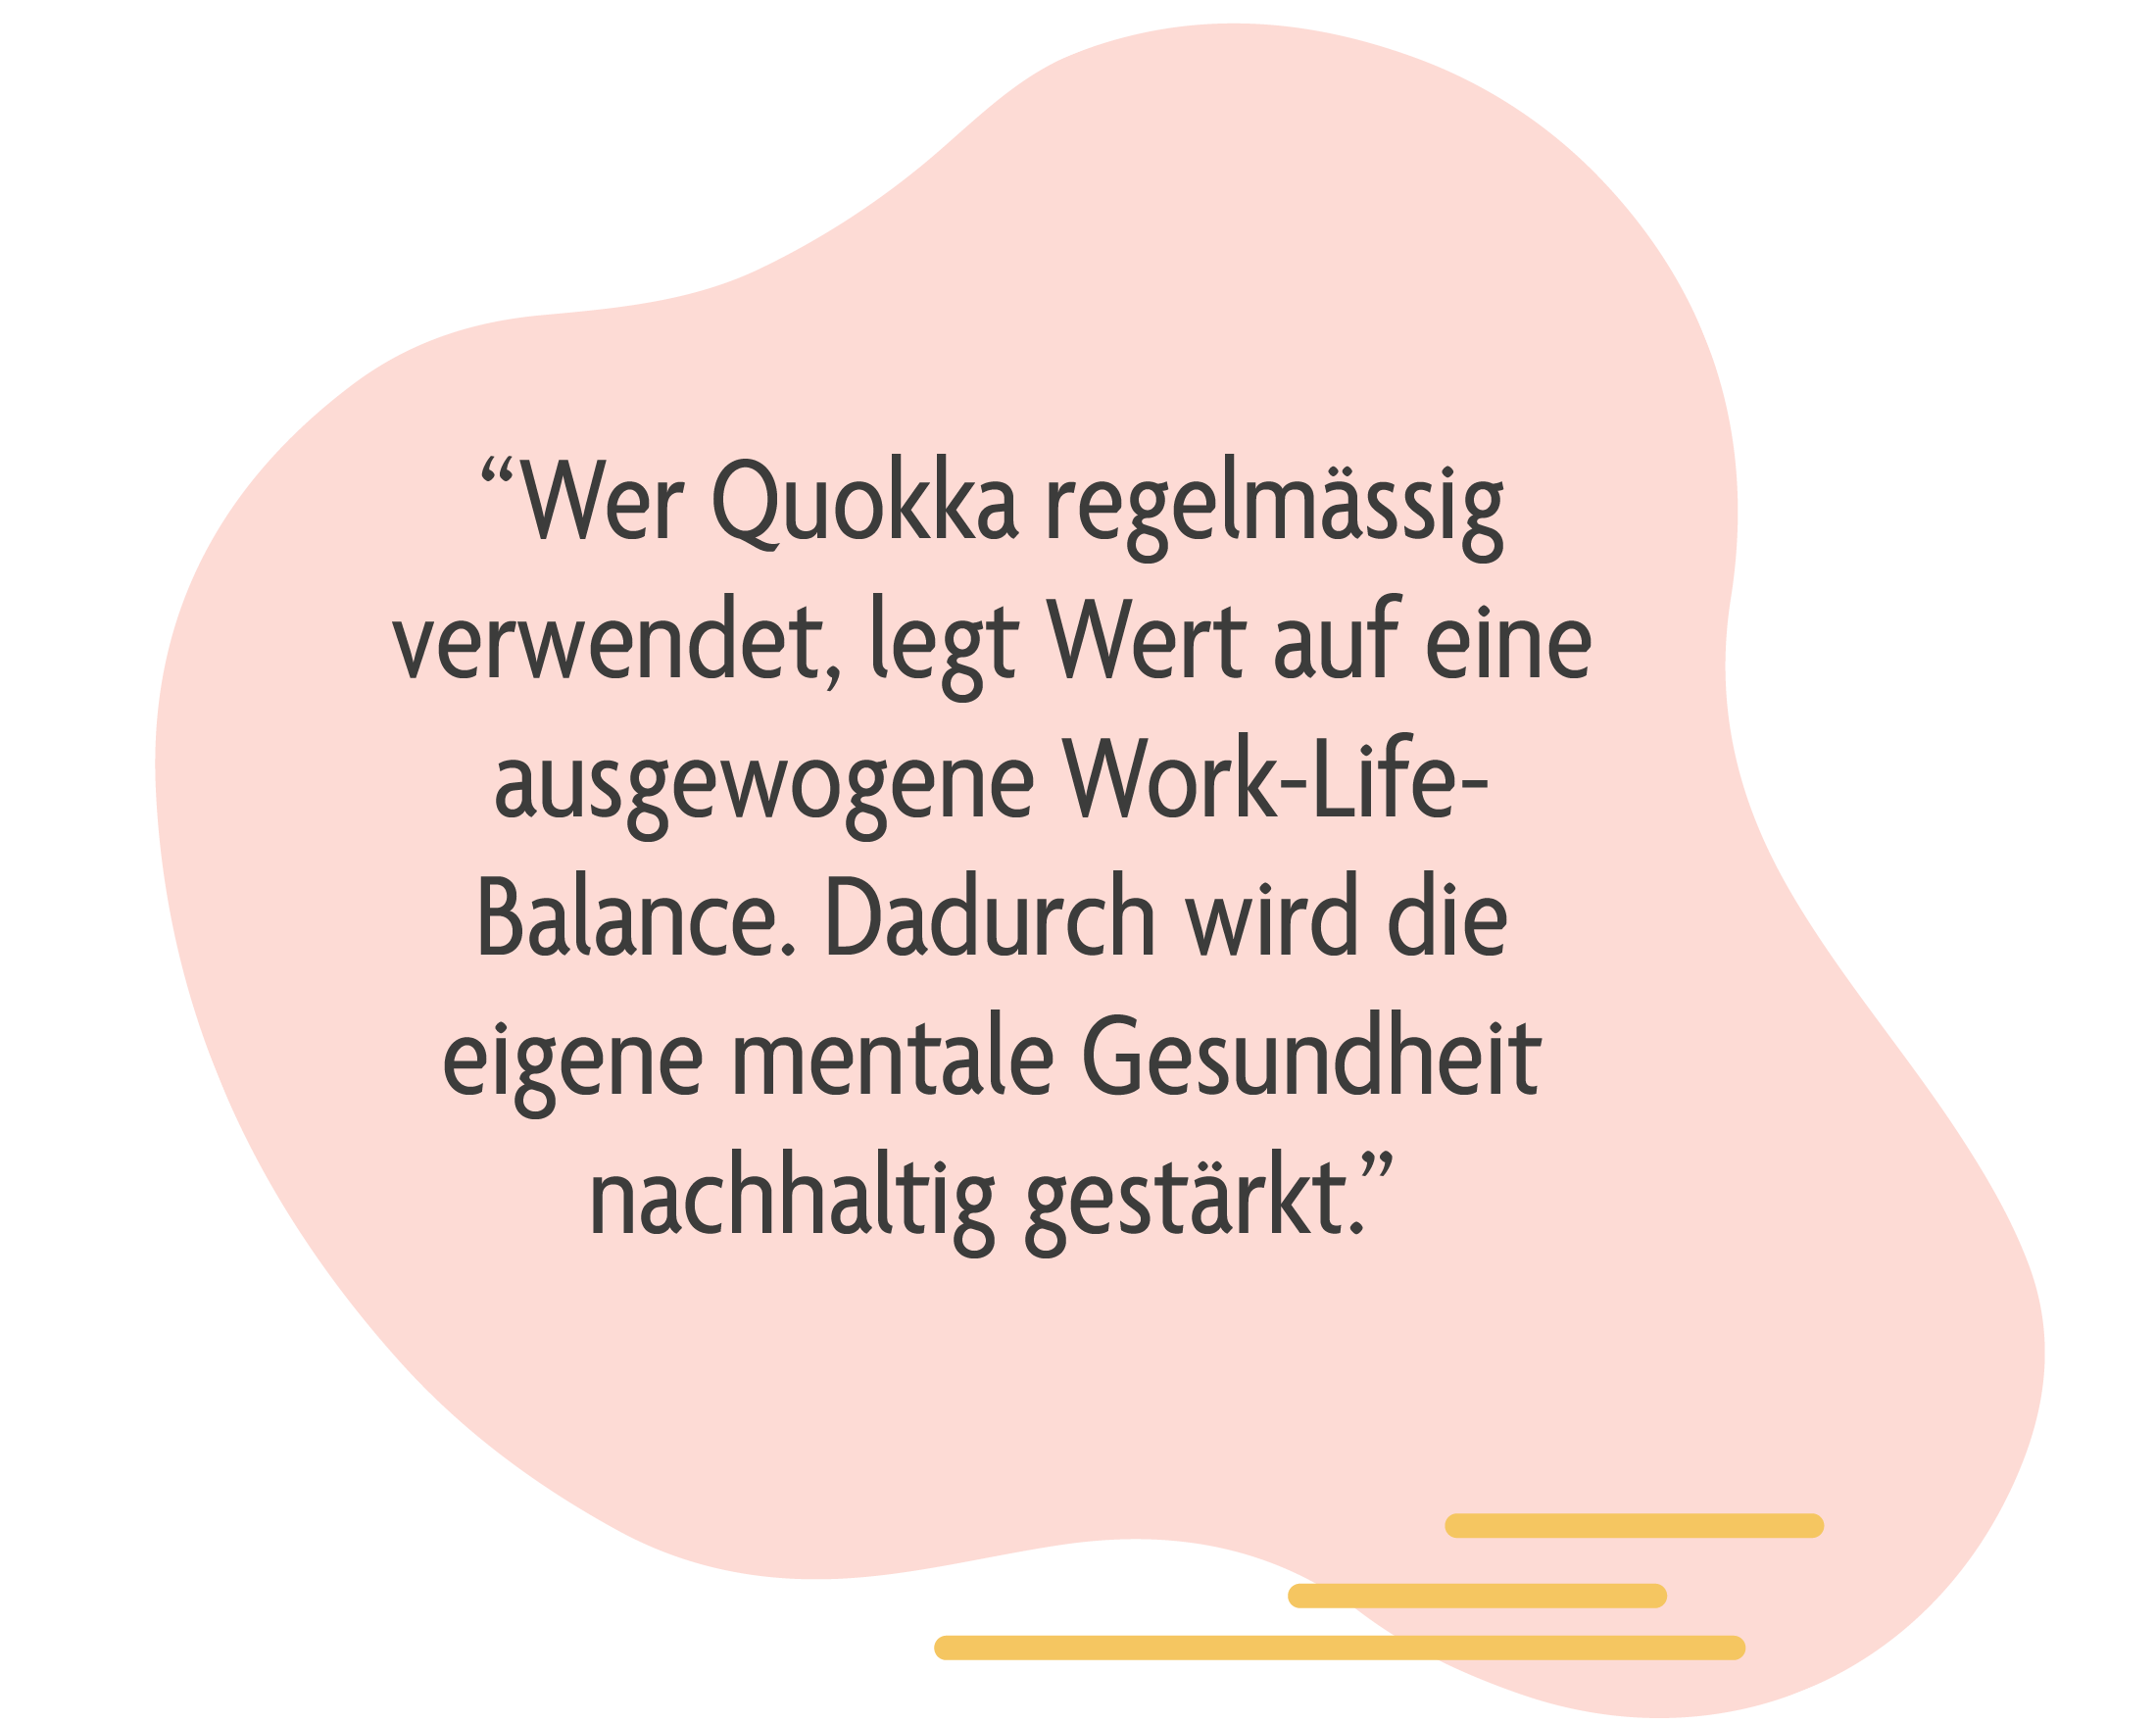 “Wer Quokka regelmässig
verwendet, legt Wert auf eine
ausgewogene Work-Life-
Balance. Dadurch wird die
eigene mentale Gesundheit
nachhaltig gestärkt.”